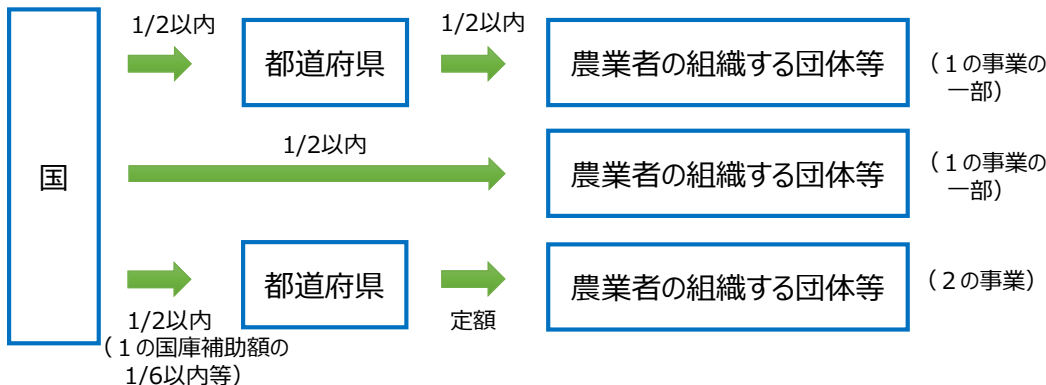 国
1/2以内
都道府県
1/2以内
農業者の組織する団体等
（１の事業の
一部）
1/2以内
農業者の組織する団体等
（１の事業の
一部）
1/2以内
（１の国庫補助額の
1/6以内等）
都道府県
定額
農業者の組織する団体等
（２の事業）